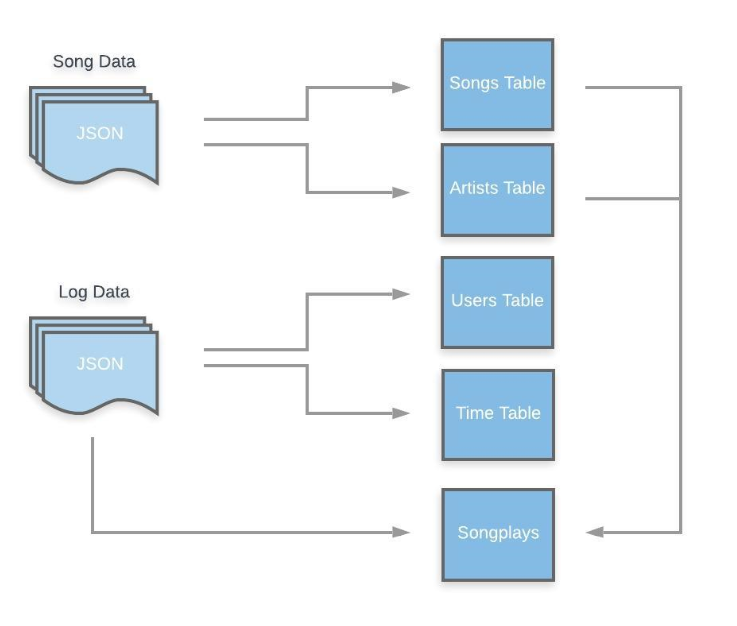 Song Data
JSON
Songs Table
Artists Table
Log Data
JSON
Users Table
Time Table
Songplays